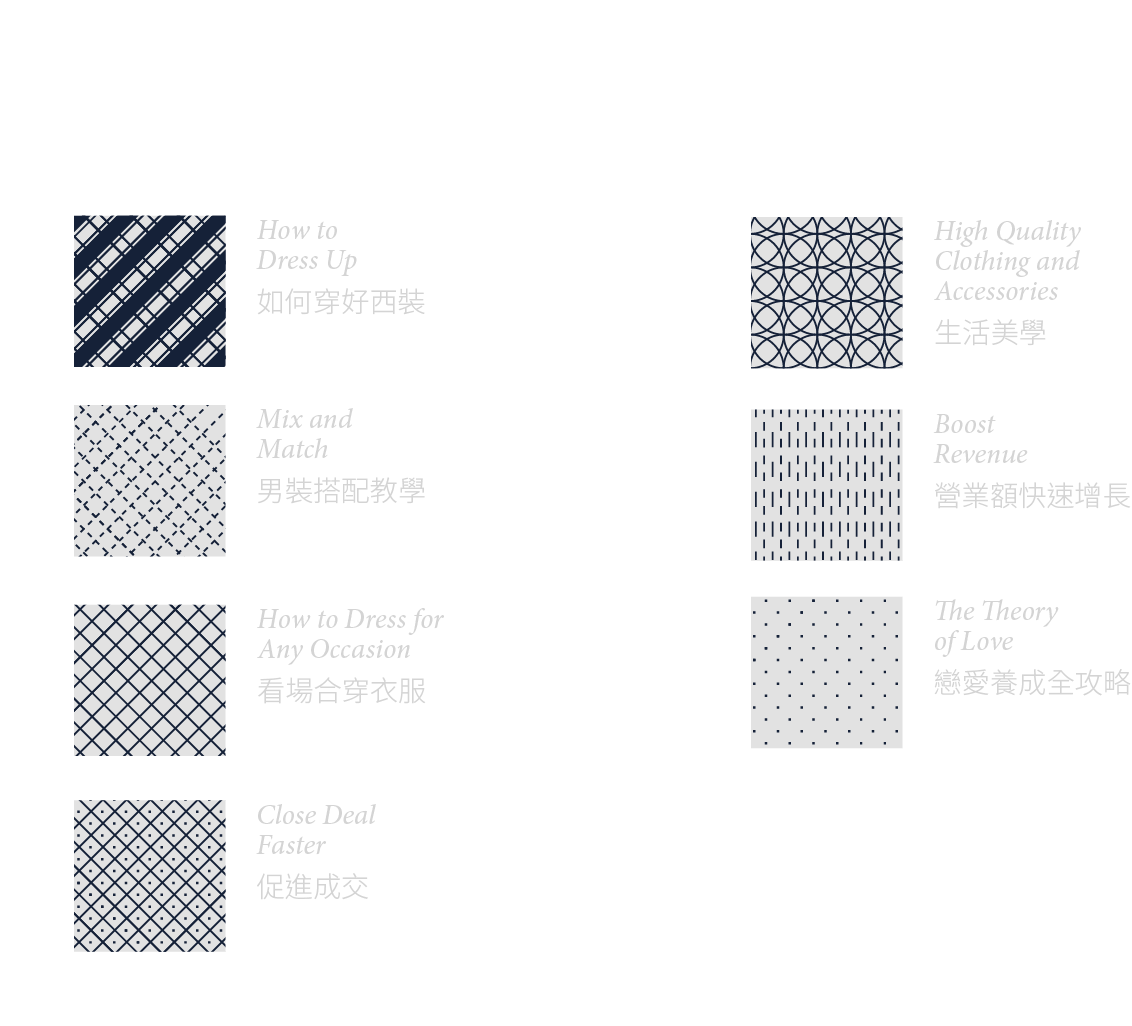 How to
Dress Up
如何穿好西裝
Mix and
Match
男裝搭配教學
How to Dress for
Any Occasion
看場合穿衣服
Close Deal
Faster
促進成交
High Quality
Clothing and
Accessories
生活美學
Boost
Revenue
營業額快速增長
The Theory
of Love
戀愛養成全攻略